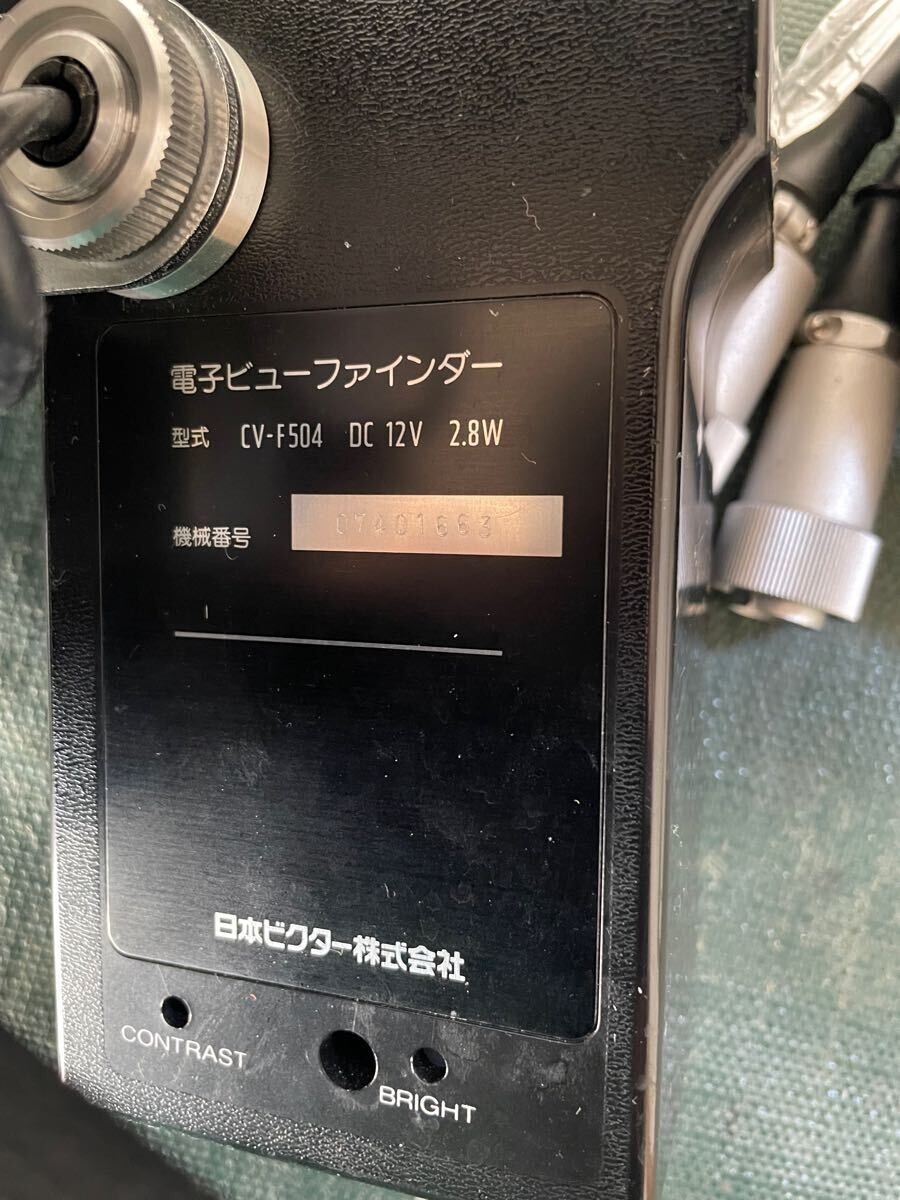 電子ビューファインダー
型式 CV-F504 DC 12V 2.8W
機械番号 07401663
日本ビクター株式会社
CONTRAST
BRIGHT